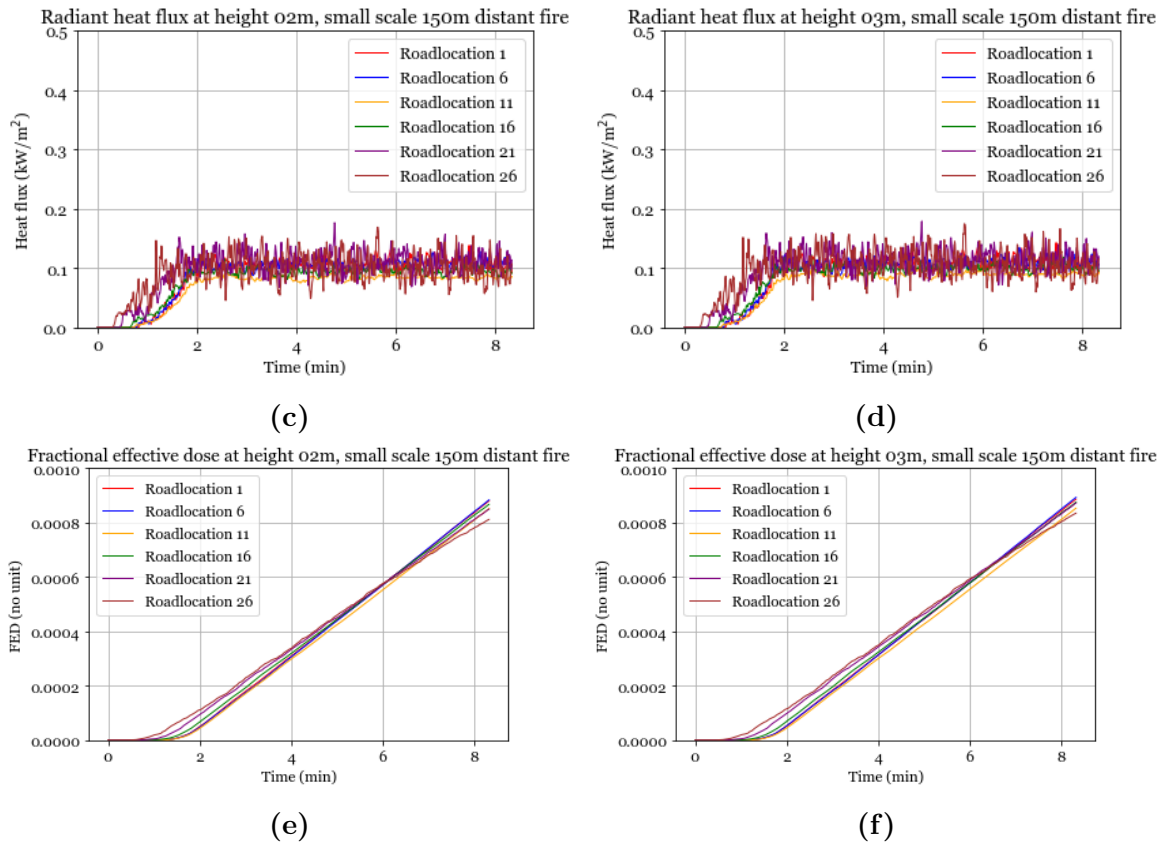 Radiant heat flux at height 02m, small scale 150m distant fire
0.5
0.4
0.3
0.2
0.1
0.0
Heat flux (kW/m²)
Roadlocation 1
Roadlocation 6
Roadlocation 11
Roadlocation 16
Roadlocation 21
Roadlocation 26
0 2 4 6 8
Time (min)
(c)
Radiant heat flux at height 03m, small scale 150m distant fire
0.5
0.4
0.3
0.2
0.1
0.0
Heat flux (kW/m²)
Roadlocation 1
Roadlocation 6
Roadlocation 11
Roadlocation 16
Roadlocation 21
Roadlocation 26
0 2 4 6 8
Time (min)
(d)
Fractional effective dose at height 02m, small scale 150m distant fire
0.0010
0.0008
0.0006
0.0004
0.0002
0.0000
FED (no unit)
Roadlocation 1
Roadlocation 6
Roadlocation 11
Roadlocation 16
Roadlocation 21
Roadlocation 26
0 2 4 6 8
Time (min)
(e)
Fractional effective dose at height 03m, small scale 150m distant fire
0.0010
0.0008
0.0006
0.0004
0.0002
0.0000
FED (no unit)
Roadlocation 1
Roadlocation 6
Roadlocation 11
Roadlocation 16
Roadlocation 21
Roadlocation 26
0 2 4 6 8
Time (min)
(f)